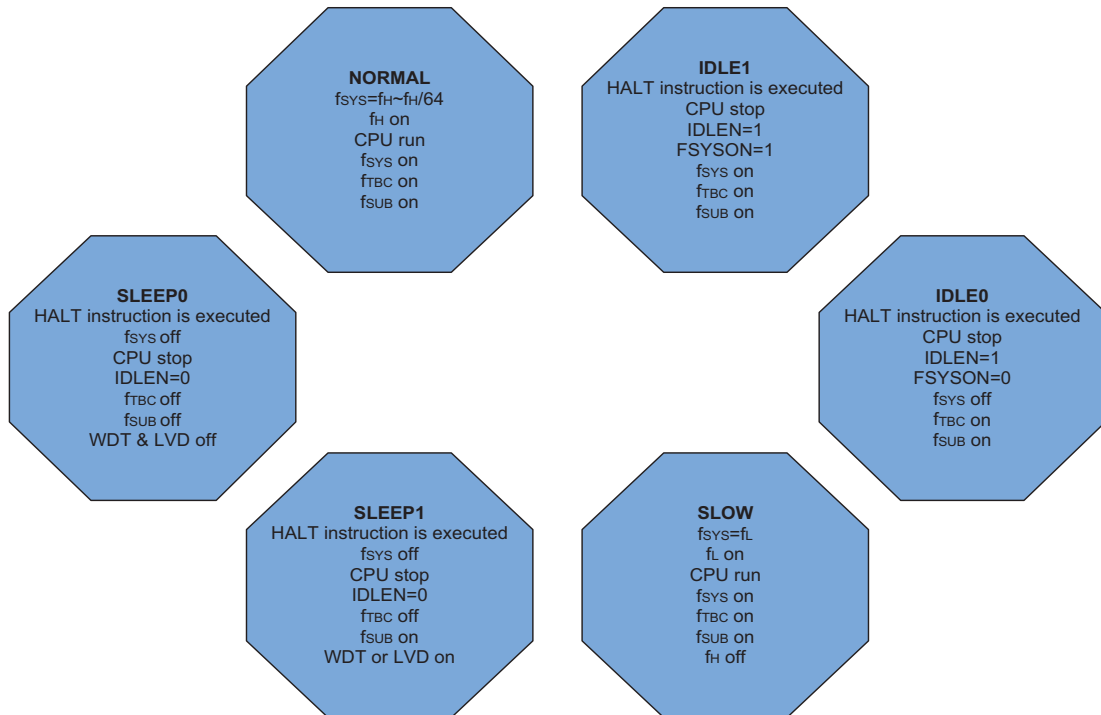 NORMAL
fSYS=fH~fH/64
fH on
CPU run
fSYS on
fTBC on
fSUB on
IDLE1
HALT instruction is executed
CPU stop
IDLEN=1
FSYSON=1
fSYS on
fTBC on
fSUB on
SLEEP0
HALT instruction is executed
fSYS off
CPU stop
IDLEN=0
fTBC off
fSUB off
WDT & LVD off
IDLE0
HALT instruction is executed
CPU stop
IDLEN=1
FSYSON=0
fSYS off
fTBC on
fSUB on
SLEEP1
HALT instruction is executed
fSYS off
CPU stop
IDLEN=0
fTBC off
fSUB on
WDT or LVD on
SLOW
fSYS=fL
fL on
CPU run
fSYS on
fTBC on
fSUB on
fH off